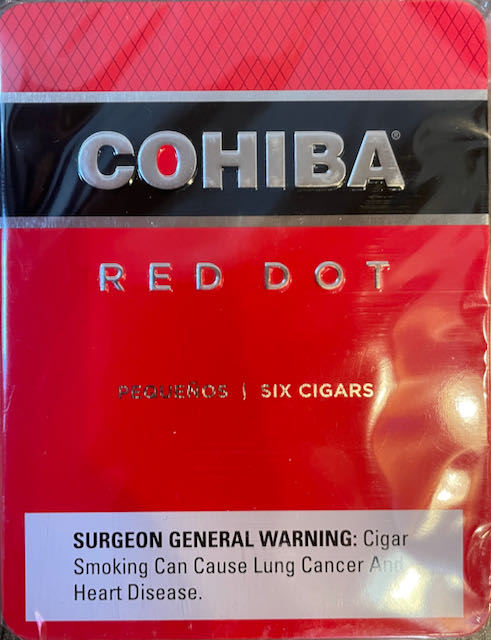 COHIBA®
RED DOT
PEQUEÑOS | SIX CIGARS
SURGEON GENERAL WARNING: Cigar
Smoking Can Cause Lung Cancer And
Heart Disease.